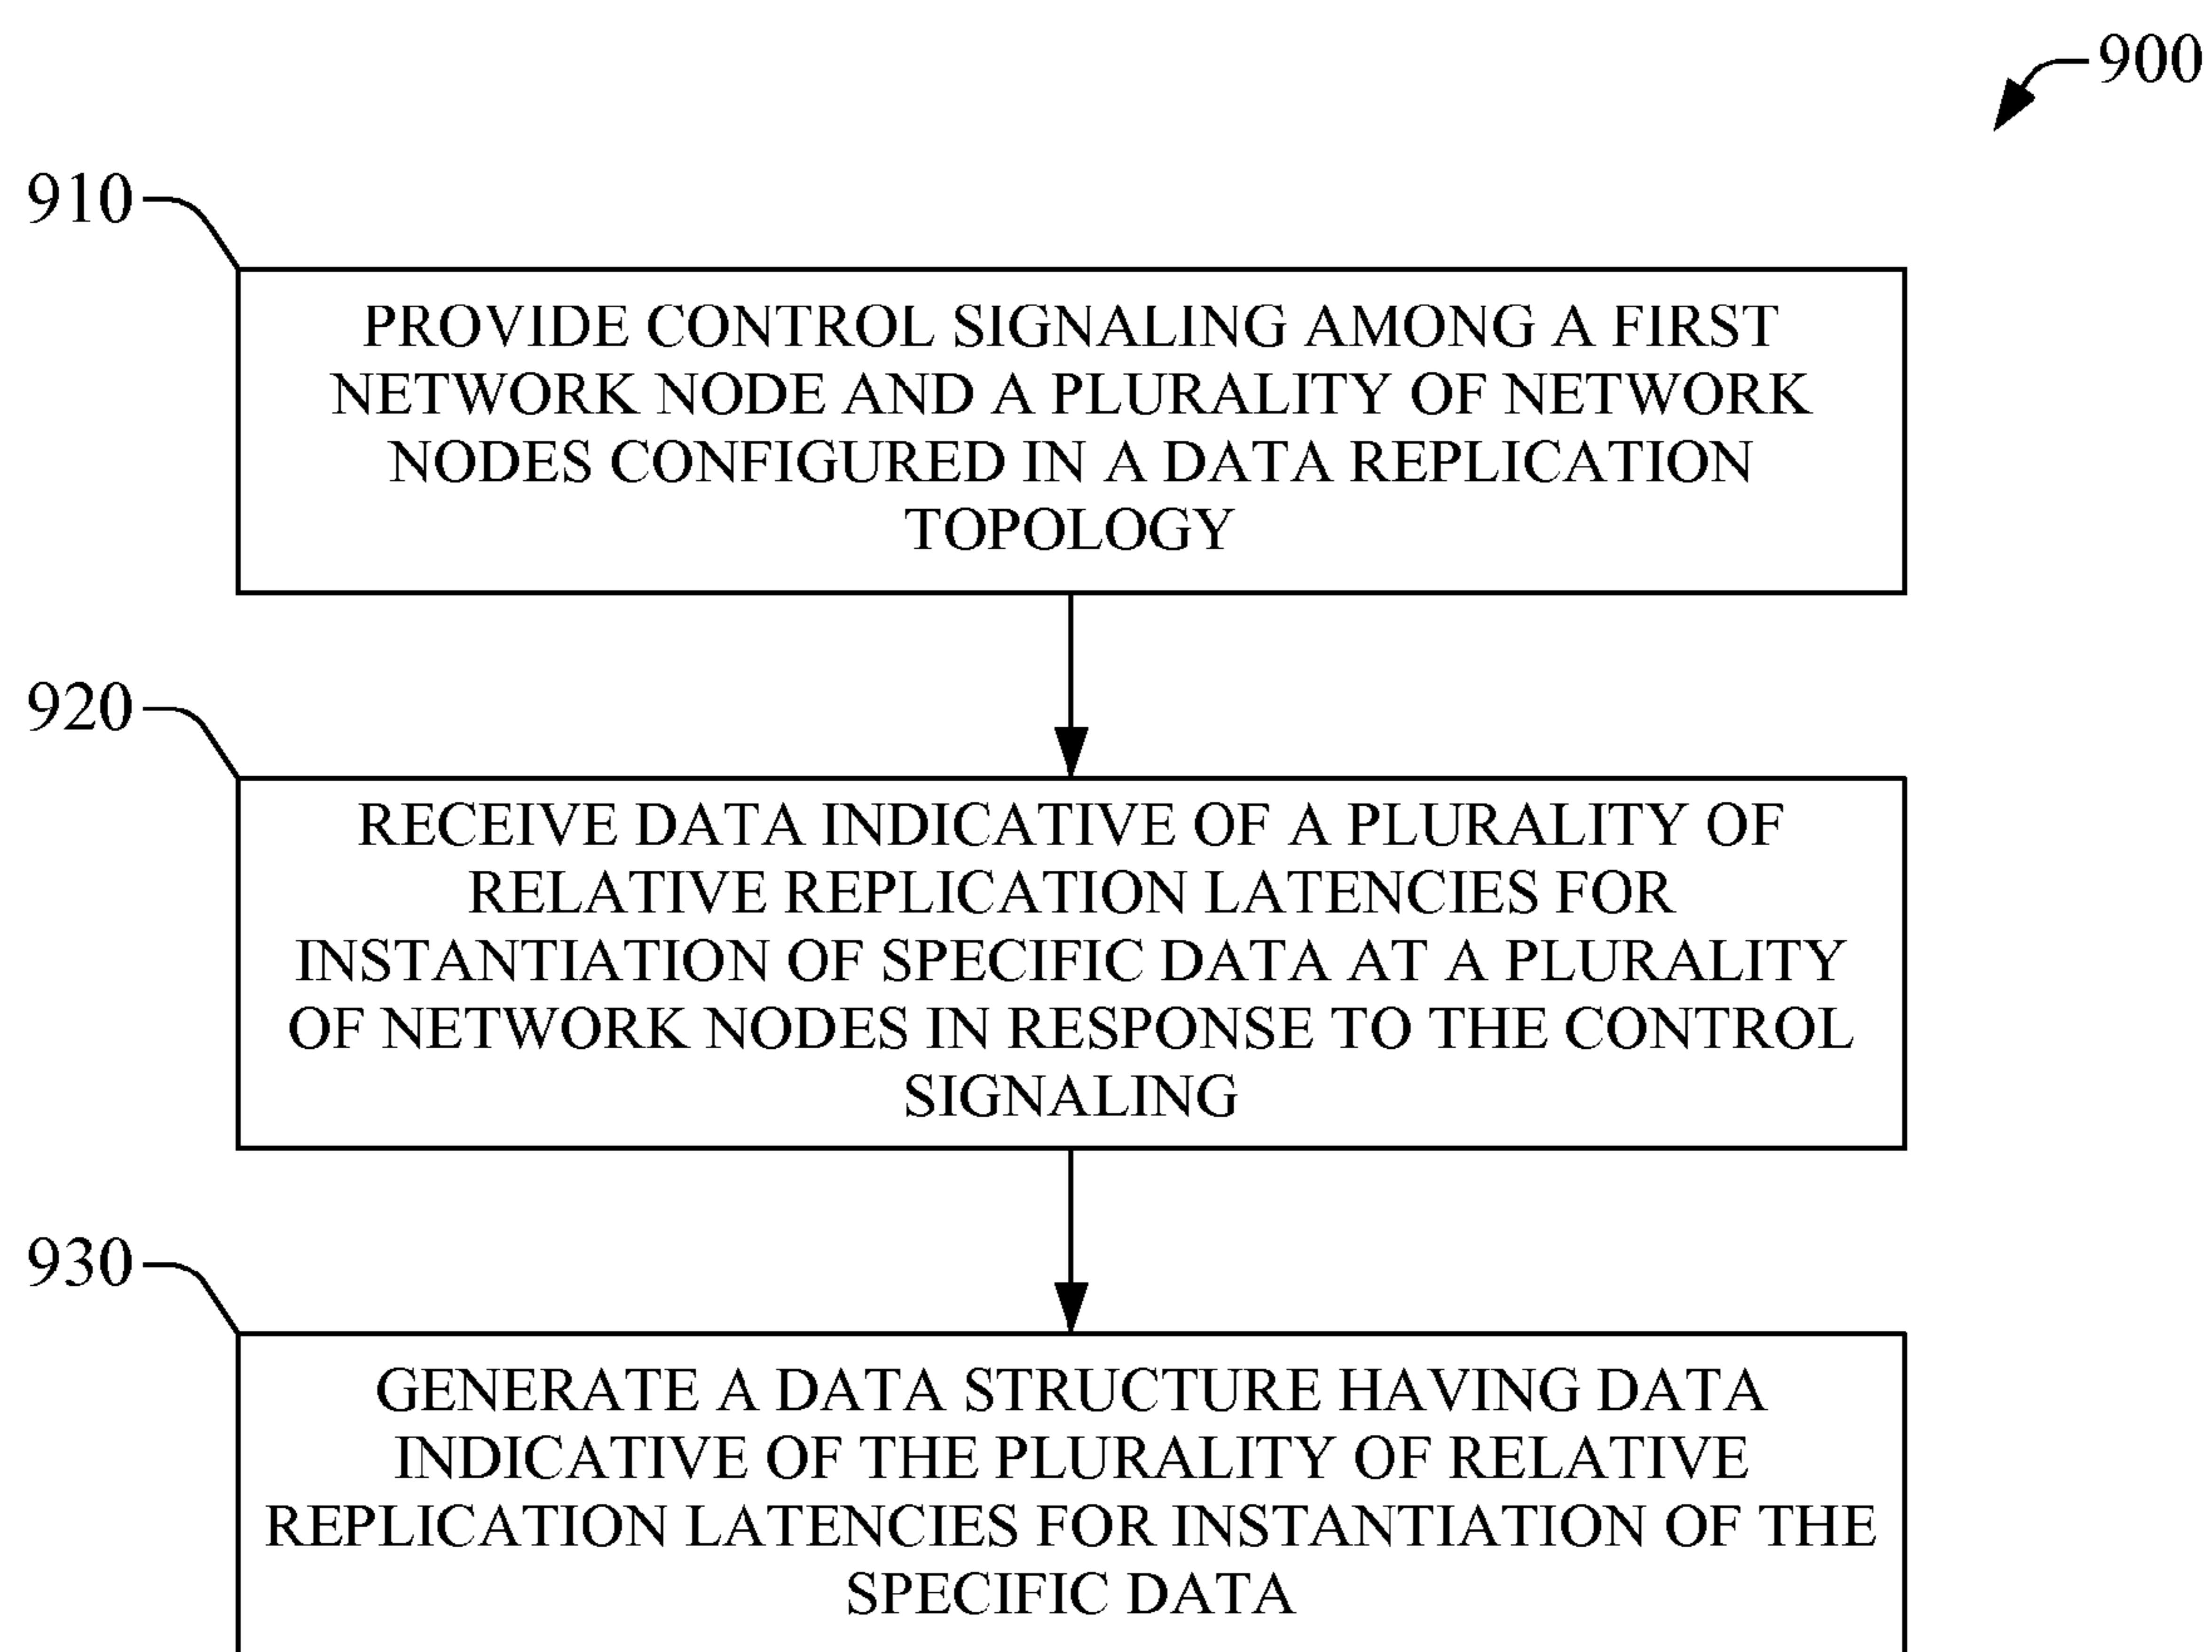 900
910
PROVIDE CONTROL SIGNALING AMONG A FIRST
NETWORK NODE AND A PLURALITY OF NETWORK
NODES CONFIGURED IN A DATA REPLICATION
TOPOLOGY
920
RECEIVE DATA INDICATIVE OF A PLURALITY OF
RELATIVE REPLICATION LATENCIES FOR
INSTANTIATION OF SPECIFIC DATA AT A PLURALITY
OF NETWORK NODES IN RESPONSE TO THE CONTROL
SIGNALING
930
GENERATE A DATA STRUCTURE HAVING DATA
INDICATIVE OF THE PLURALITY OF RELATIVE
REPLICATION LATENCIES FOR INSTANTIATION OF THE
SPECIFIC DATA